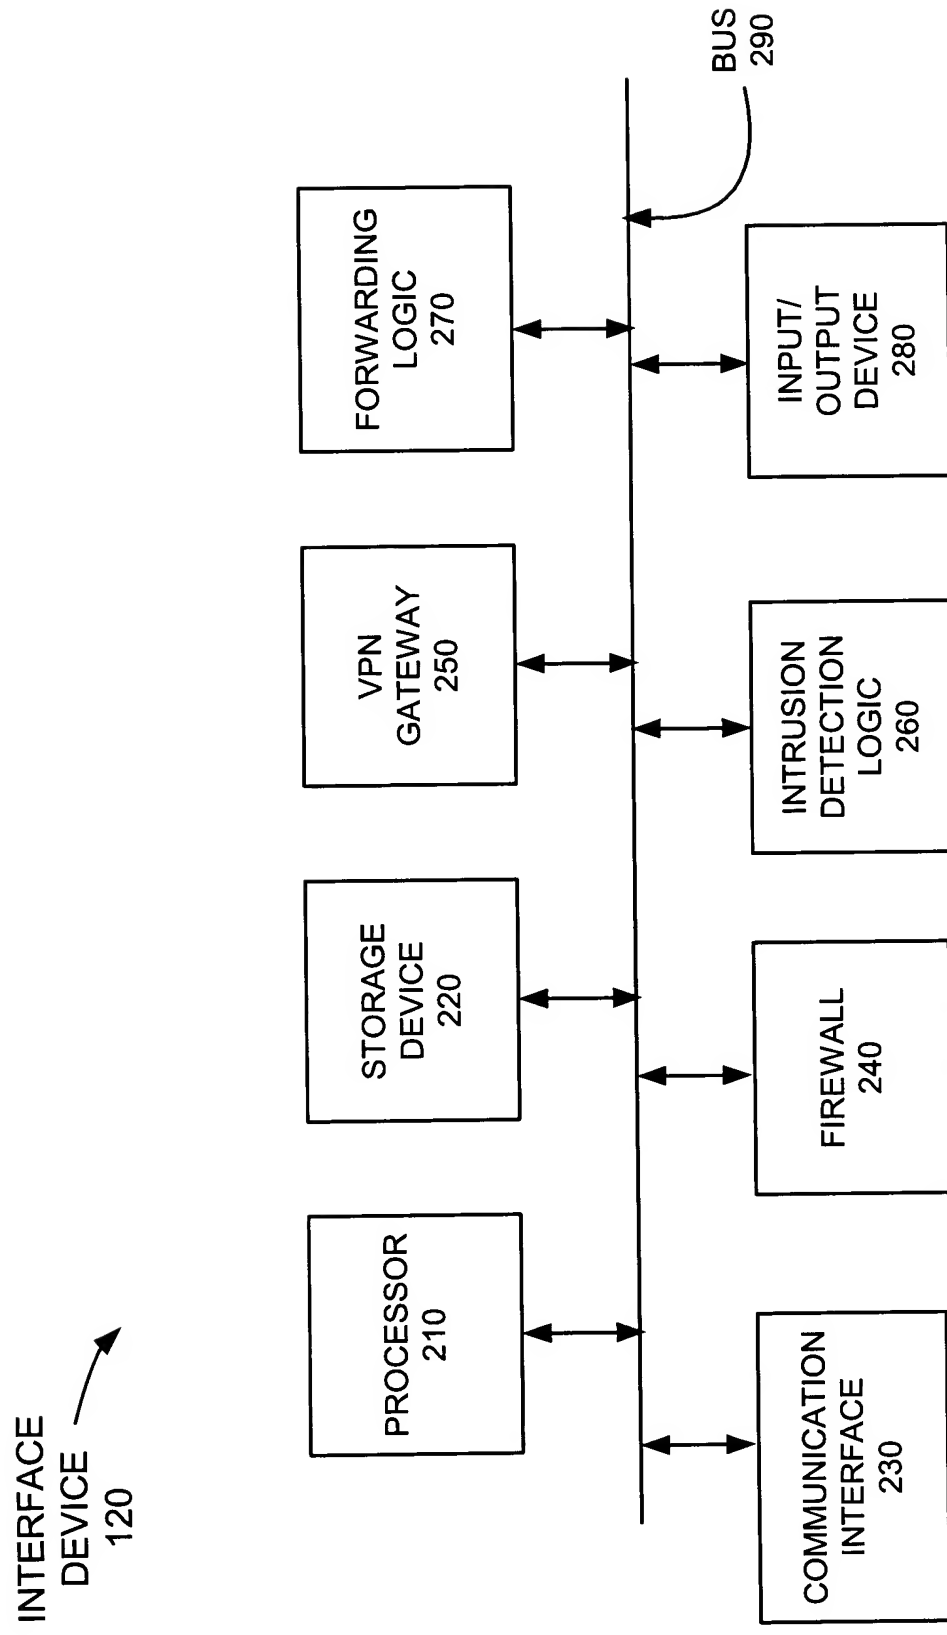 INTERFACE
DEVICE
120
PROCESSOR
210
STORAGE
DEVICE
220
VPN
GATEWAY
250
FORWARDING
LOGIC
270
BUS
290
COMMUNICATION
INTERFACE
230
FIREWALL
240
INTRUSION
DETECTION
LOGIC
260
INPUT/
OUTPUT
DEVICE
280